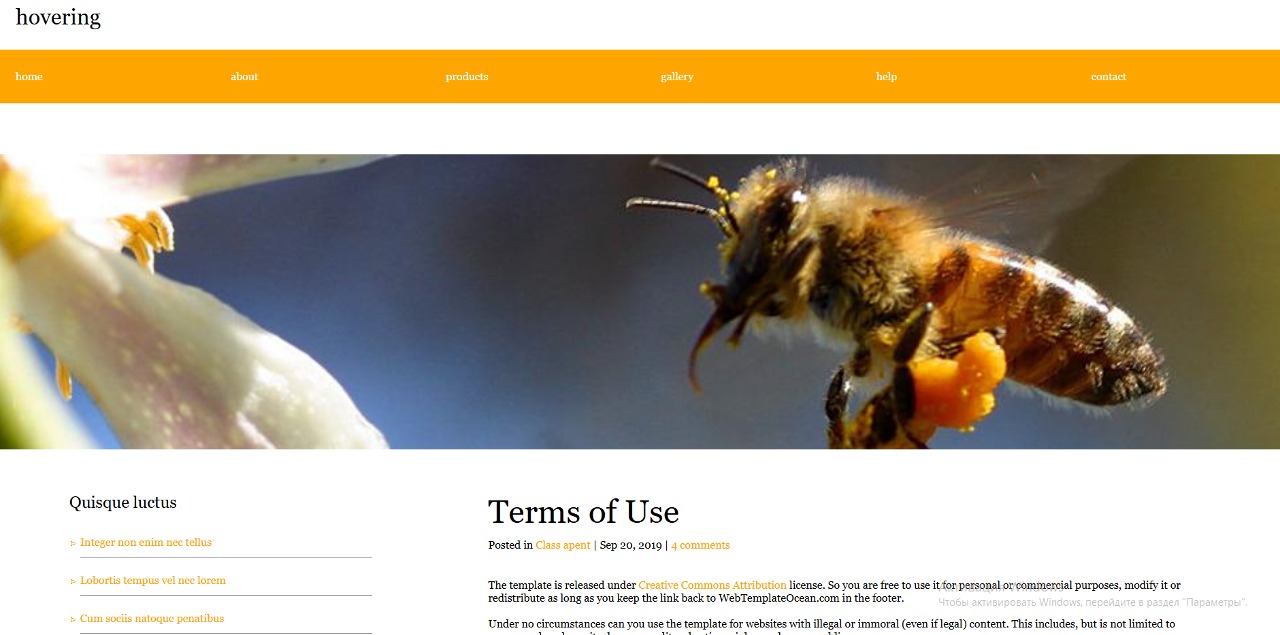 hovering
home about products gallery help contact
Quisque luctus
Integer non enim nec tellus
Lobortis tempus vel nec lorem
Cum sociis natoque penatibus
Terms of Use
Posted in Class apent | Sep 20, 2019 | 4 comments
The template is released under Creative Commons Attribution license. So you are free to use it for personal or commercial purposes, modify it or
redistribute as long as you keep the link back to WebTemplateOcean.com in the footer.
Under no circumstances can you use the template for websites with illegal or immoral (even if legal) content. This includes, but is not limited to
Активация Windows
Чтобы активировать Windows, перейдите в раздел "Параметры".